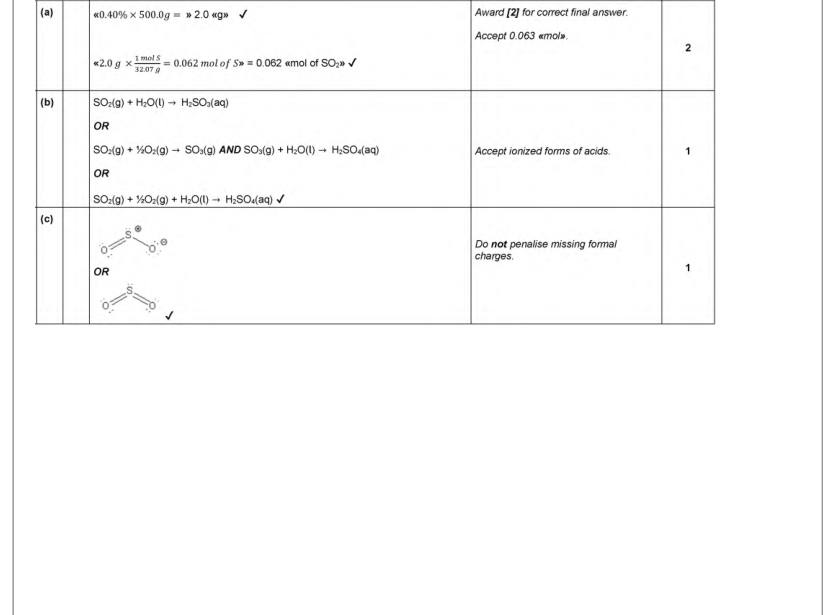 (a)
«0.40% × 500.0g = » 2.0 «g» ✓
Award [2] for correct final answer.
Accept 0.063 «mol».
2
«2.0 g × 1 mol S / 32.07 g = 0.062 mol of S» = 0.062 «mol of SO₂» ✓
(b)
SO₂(g) + H₂O(l) → H₂SO₃(aq)
OR
SO₂(g) + ½O₂(g) → SO₃(g) AND SO₃(g) + H₂O(l) → H₂SO₄(aq)
Accept ionized forms of acids.
1
OR
SO₂(g) + ½O₂(g) + H₂O(l) → H₂SO₄(aq) ✓
(c)
S ⊕
O O ⊖
Do not penalise missing formal
charges.
1
OR
S
O O
✓